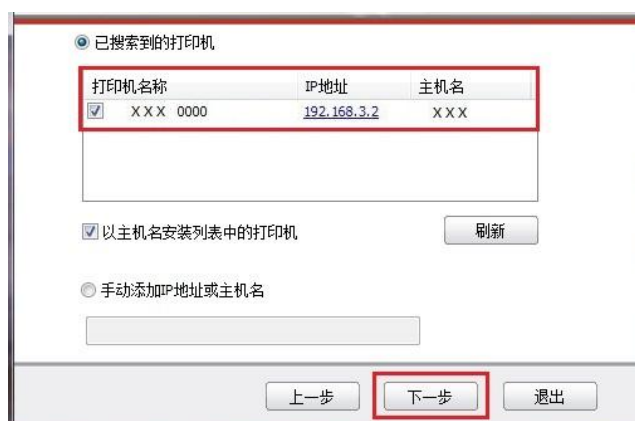 已搜索到的打印机
打印机名称 IP地址 主机名
XXX 0000 192.168.3.2 XXX
以主机名安装列表中的打印机 刷新
手动添加IP地址或主机名
上一步 下一步 退出